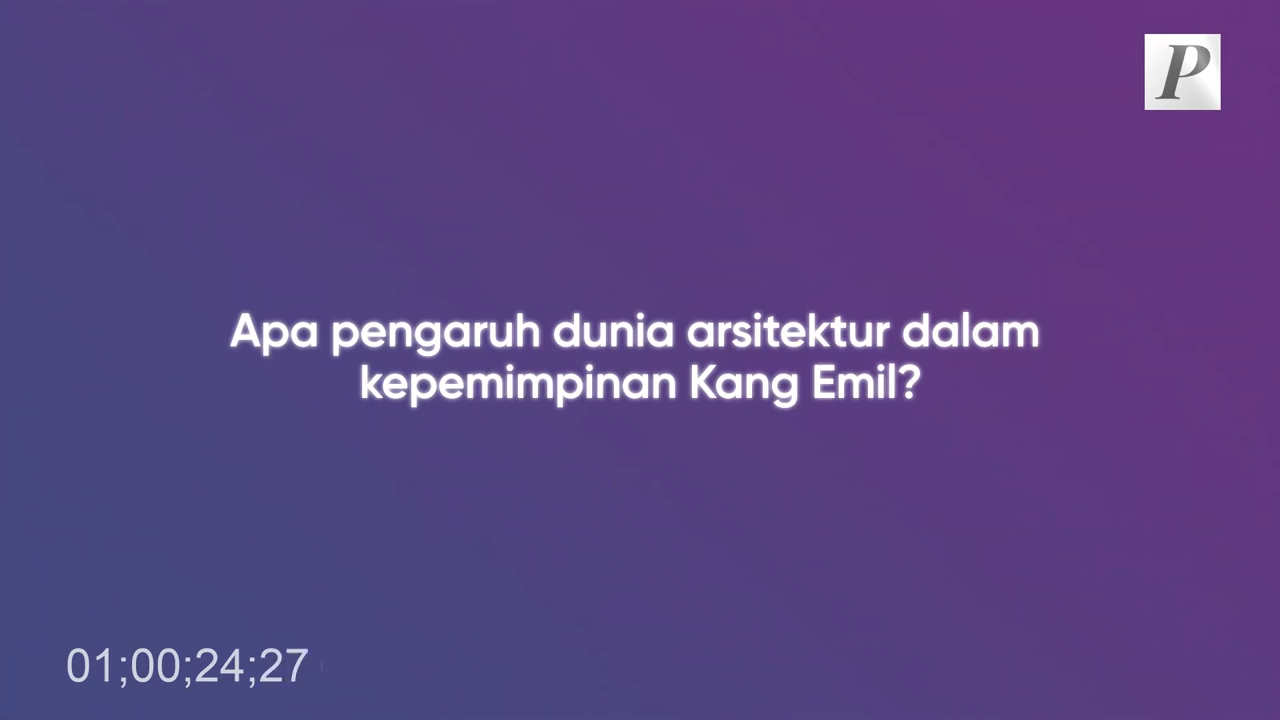 P
Apa pengaruh dunia arsitektur dalam
kepemimpinan Kang Emil?
01;00;24;27